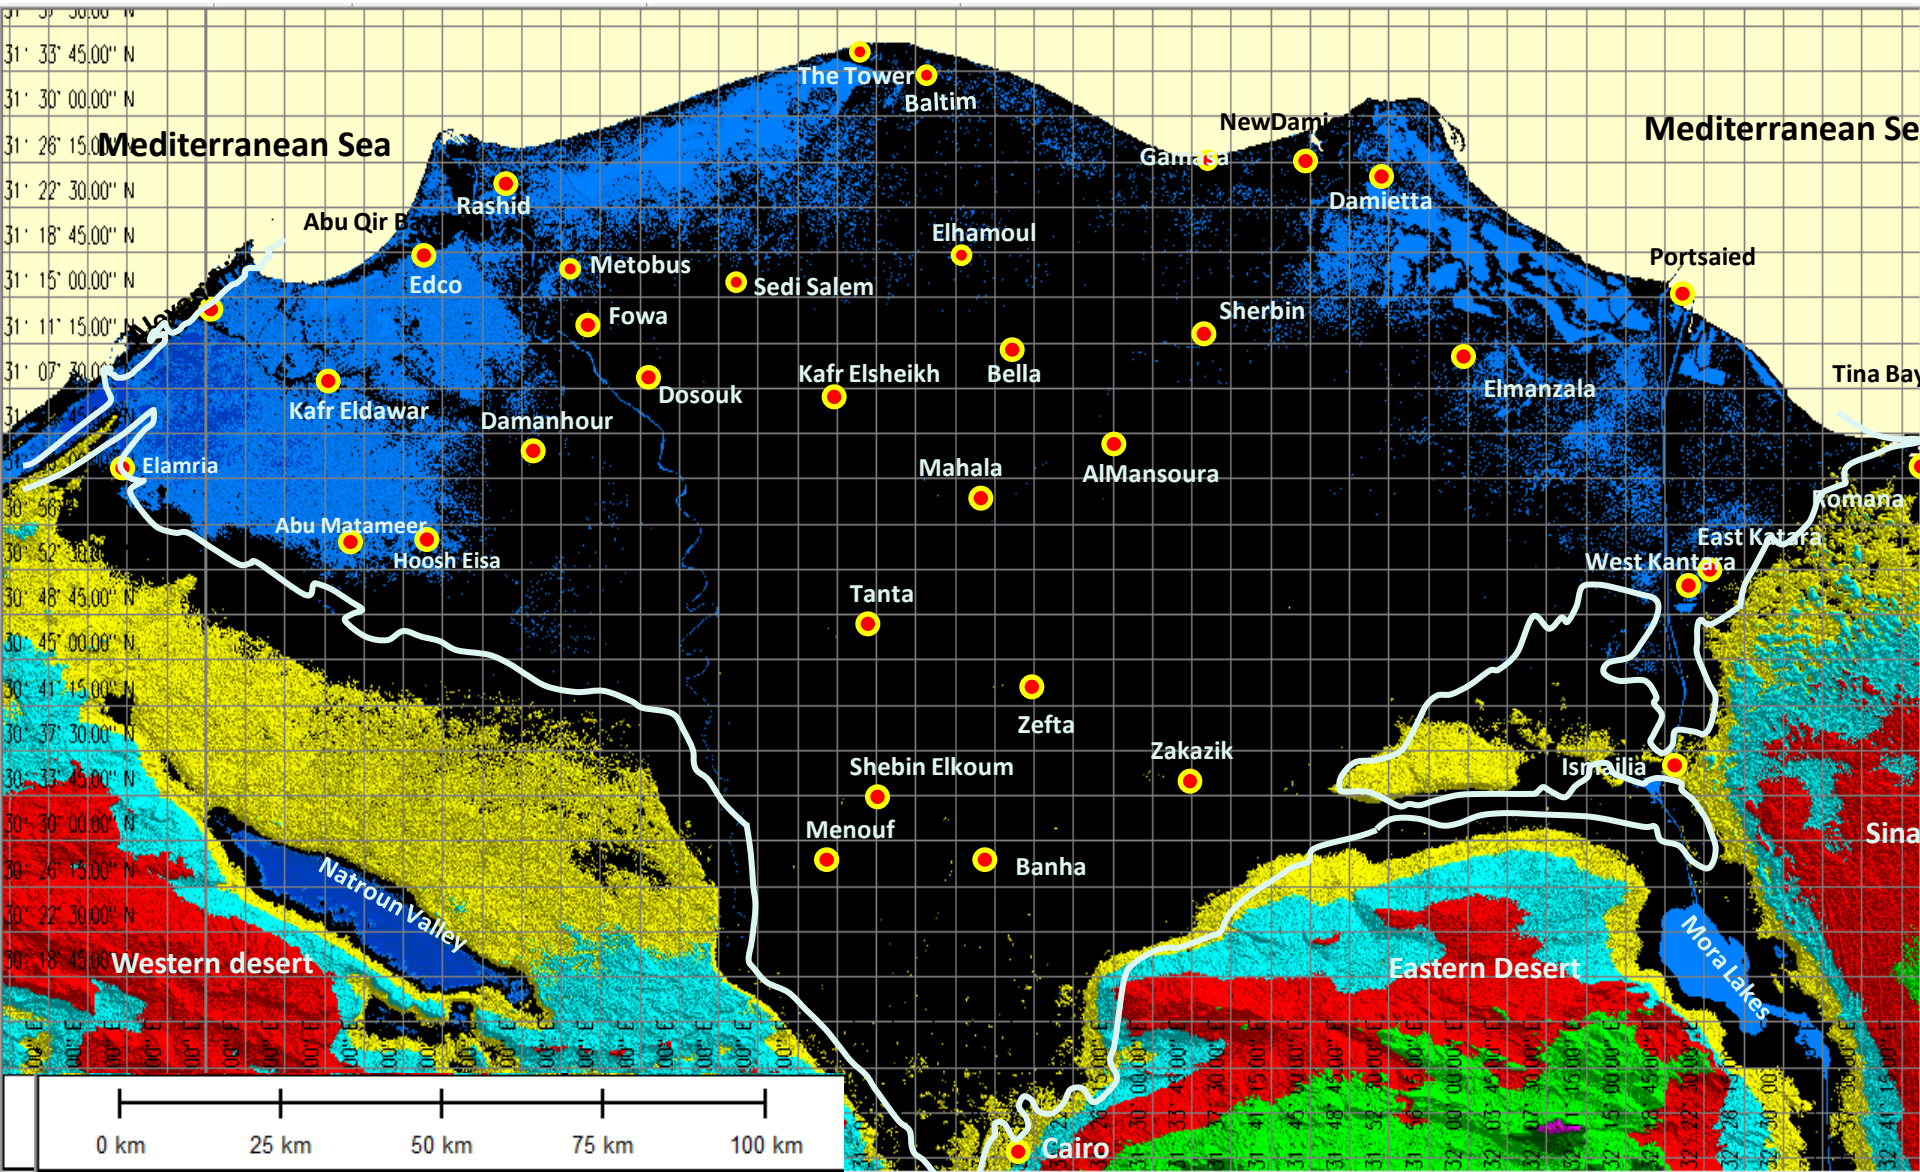 31° 33' 45.00" N
The Tower
Baltim
31° 30' 00.00" N
NewDamie
Mediterranean Sea
Mediterranean Se
31° 26' 15.00" N
Gamasa
31° 22' 30.00" N
Rashid
Damietta
Abu Qir Ba
31° 18' 45.00" N
Elhamoul
Portsaied
31° 15' 00.00" N
Edco
Metobus
Sedi Salem
31° 11' 15.00" N
Fowa
Sherbin
31° 07' 30.00" N
Kafr Elsheikh
Bella
Tina Bay
Kafr Eldawar
Dosouk
Elmanzala
Damanhour
Elamria
Mahala
AlMansoura
Romana
Abu Matameer
Hoosh Eisa
East Katara
West Kantara
30° 48' 45.00" N
Tanta
30° 45' 00.00" N
30° 41' 15.00" N
Zefta
30° 37' 30.00" N
Zakazik
30° 33' 45.00" N
Shebin Elkoum
Ismailia
30° 30' 00.00" N
Menouf
Sina
30° 26' 15.00" N
Banha
Natroun Valley
30° 22' 30.00" N
30° 18' 45.00" N
Western desert
Eastern Desert
Mora Lakes
0 km 25 km 50 km 75 km 100 km
Cairo